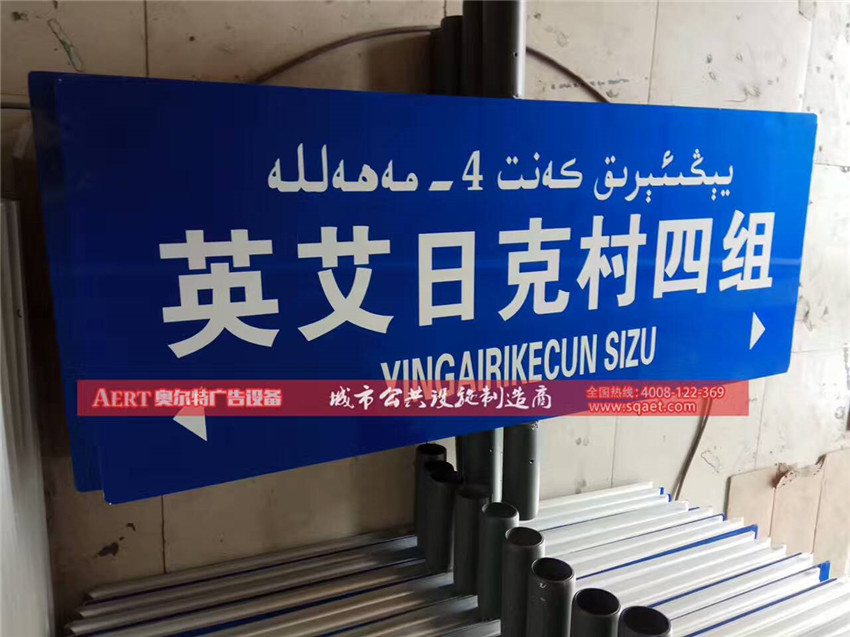 يېڭىئېرىق كەنت 4 - مەھەللە
英艾日克村四组
YINGAIRIKECUN SIZU
AERT 奥尔特广告设备
城市公共设施制造商
全国热线: 4008-122-369
www.sqaet.com